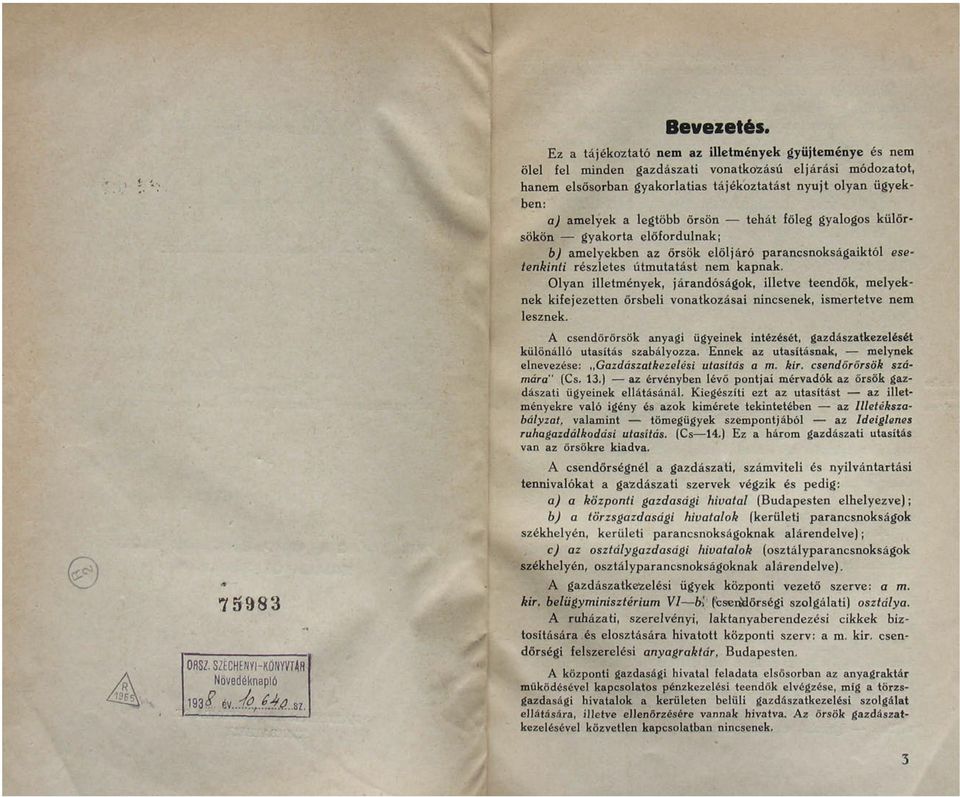 R2
75983
ORSZ. SZÉCHENYI-KÖNYVTÁR
Növedéknapló
1938 év. 10,640 sz.
R
1965
Bevezetés.
Ez a tájékoztató nem az illetmények gyüjteménye és nem
ölel fel minden gazdászati vonatkozású eljárási módozatot,
hanem elsősorban gyakorlatias tájékoztatást nyujt olyan ügyek-
ben:
a) amelyek a legtöbb őrsön — tehát főleg gyalogos külőr-
sökön — gyakorta előfordulnak;
b) amelyekben az őrsök előljáró parancsnokságaiktól ese-
tenkinti részletes útmutatást nem kapnak.
Olyan illetmények, járandóságok, illetve teendők, melyek-
nek kifejezetten őrsbeli vonatkozásai nincsenek, ismertetve nem
lesznek.
A csendőrőrsök anyagi ügyeinek intézését, gazdászatkezelését
különálló utasítás szabályozza. Ennek az utasításnak, — melynek
elnevezése: „Gazdászatkezelési utasítás a m. kir. csendőrőrsök szá-
mára" (Cs. 13.) — az érvényben lévő pontjai mérvadók az őrsök gaz-
dászati ügyeinek ellátásánál. Kiegészíti ezt az utasítást — az illet-
ményekre való igény és azok kimérete tekintetében — az Illetéksza-
bályzat, valamint — tömegügyek szempontjából — az Ideiglenes
ruhagazdálkodási utasítás. (Cs—14.) Ez a három gazdászati utasítás
van az őrsökre kiadva.
A csendőrségnél a gazdászati, számviteli és nyilvántartási
tennivalókat a gazdászati szervek végzik és pedig:
a) a központi gazdasági hivatal (Budapesten elhelyezve);
b) a törzsgazdasági hivatalok (kerületi parancsnokságok
székhelyén, kerületi parancsnokságoknak alárendelve);
c) az osztálygazdasági hivatalok (osztályparancsnokságok
székhelyén, osztályparancsnokságoknak alárendelve).
A gazdászatkezelési ügyek központi vezető szerve: a m.
kir. belügyminisztérium VI—b. (csendőrségi szolgálati) osztálya.
A ruházati, szerelvényi, laktanyaberendezési cikkek biz-
tosítására és elosztására hivatott központi szerv: a m. kir. csen-
dőrségi felszerelési anyagraktár, Budapesten.
A központi gazdasági hivatal feladata elsősorban az anyagraktár
működésével kapcsolatos pénzkezelési teendők elvégzése, míg a törzs-
gazdasági hivatalok a kerületen belüli gazdászatkezelési szolgálat
ellátására, illetve ellenőrzésére vannak hivatva. Az őrsök gazdászat-
kezelésével közvetlen kapcsolatban nincsenek.
3